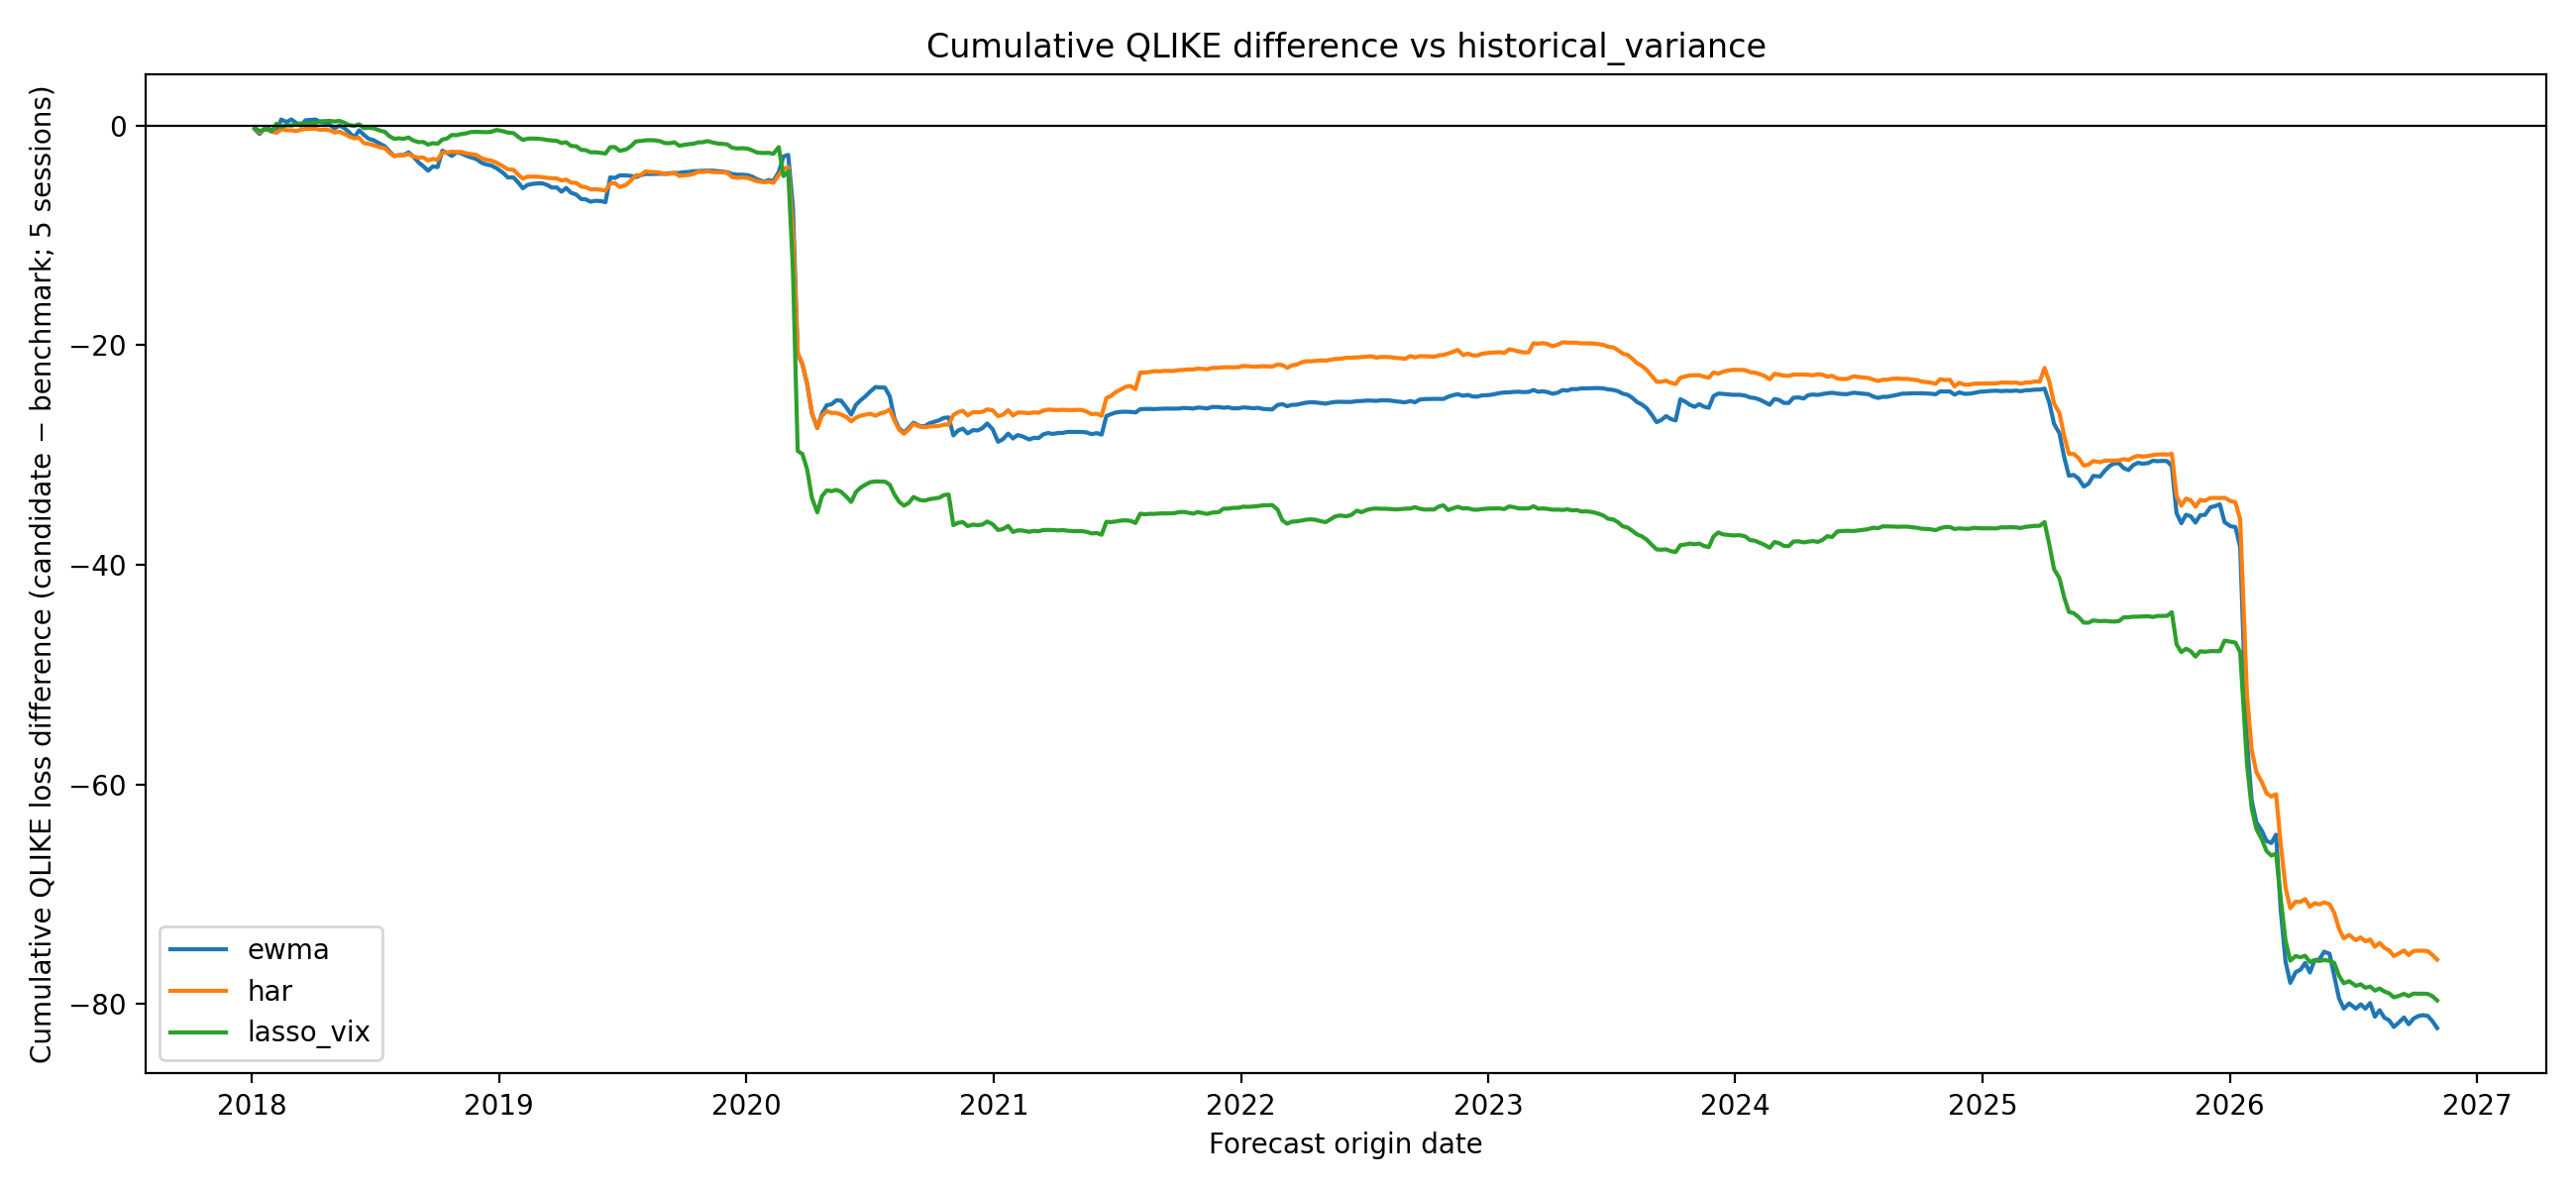 Cumulative QLIKE difference vs historical_variance
Cumulative QLIKE loss difference (candidate − benchmark; 5 sessions)
0
−20
−40
−60
−80
ewma
har
lasso_vix
2018 2019 2020 2021 2022 2023 2024 2025 2026 2027
Forecast origin date